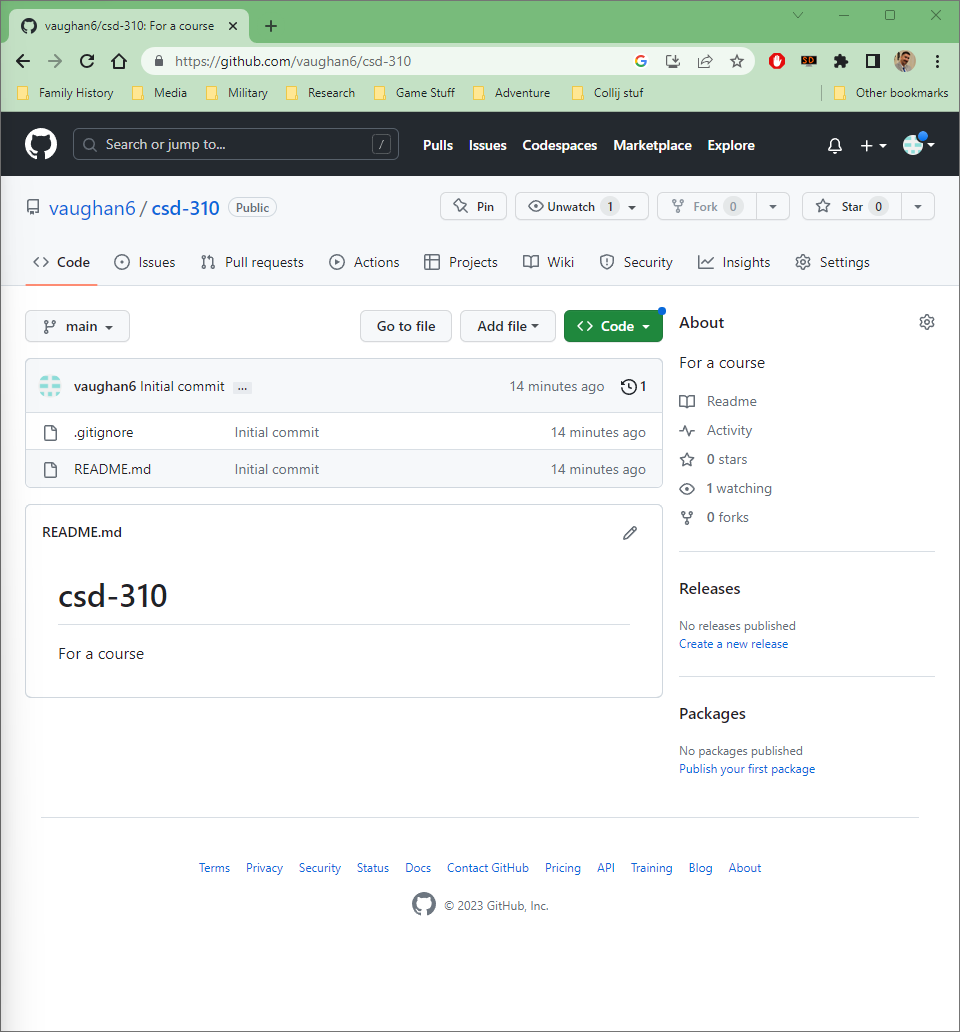 vaughan6/csd-310: For a course
https://github.com/vaughan6/csd-310
SD
Family History Media Military Research Game Stuff Adventure Collij stuf Other bookmarks
Search or jump to... / Pulls Issues Codespaces Marketplace Explore
vaughan6 / csd-310 Public Pin Unwatch 1 Fork 0 Star 0
Code Issues Pull requests Actions Projects Wiki Security Insights Settings
main Go to file Add file Code
vaughan6 Initial commit ... 14 minutes ago 1
.gitignore Initial commit 14 minutes ago
README.md Initial commit 14 minutes ago
README.md
csd-310
For a course
About
For a course
Readme
Activity
0 stars
1 watching
0 forks
Releases
No releases published
Create a new release
Packages
No packages published
Publish your first package
Terms Privacy Security Status Docs Contact GitHub Pricing API Training Blog About
© 2023 GitHub, Inc.